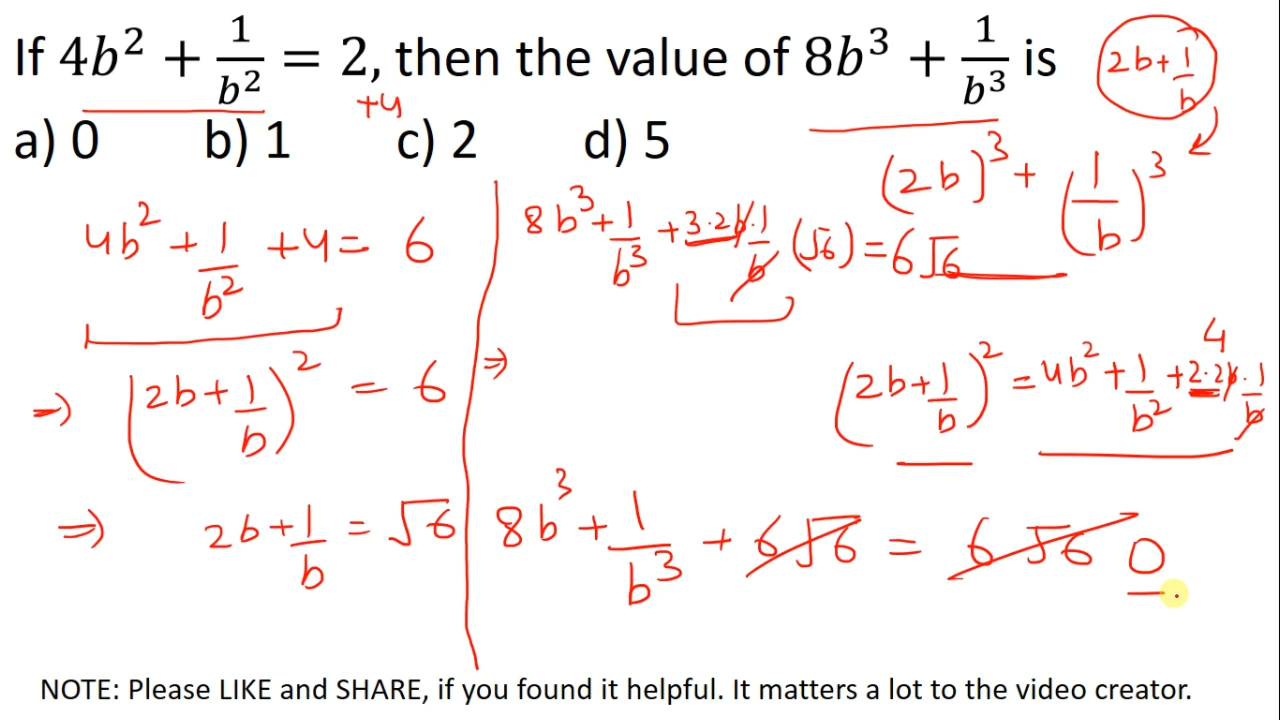 If 4b² + 1/b² = 2, then the value of 8b³ + 1/b³ is
+4
a) 0 b) 1 c) 2 d) 5
2b + 1/b
(2b)³ + (1/b)³
4b² + 1/b² + 4 = 6
⇒ (2b + 1/b)² = 6
⇒ 2b + 1/b = √6
8b³ + 1/b³ + 3·2b·1/b (√6) = 6√6
⇒
4
(2b + 1/b)² = 4b² + 1/b² + 2·2b·1/b
8b³ + 1/b³ + 6√6 = 6√6 0
NOTE: Please LIKE and SHARE, if you found it helpful. It matters a lot to the video creator.